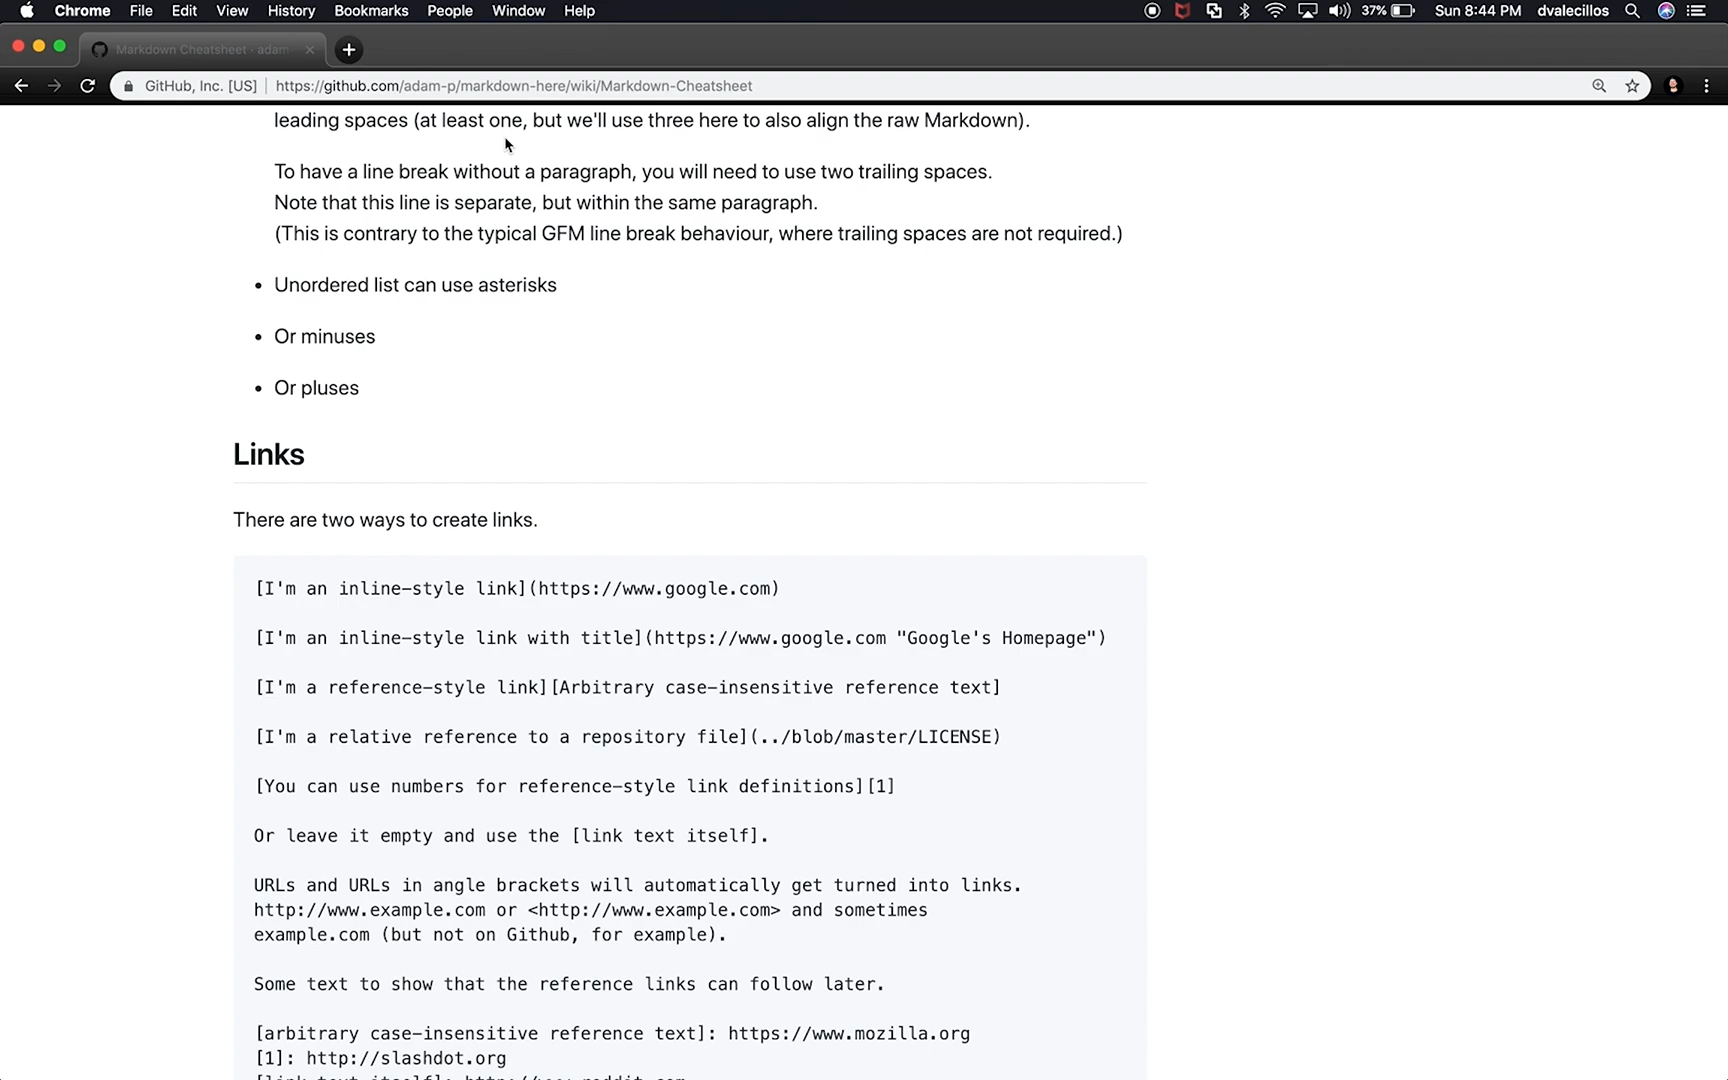 Chrome File Edit View History Bookmarks People Window Help 37% Sun 8:44 PM dvalecillos
Markdown Cheatsheet · adam
GitHub, Inc. [US] https://github.com/adam-p/markdown-here/wiki/Markdown-Cheatsheet
leading spaces (at least one, but we'll use three here to also align the raw Markdown).
To have a line break without a paragraph, you will need to use two trailing spaces.
Note that this line is separate, but within the same paragraph.
(This is contrary to the typical GFM line break behaviour, where trailing spaces are not required.)
• Unordered list can use asterisks
• Or minuses
• Or pluses
Links
There are two ways to create links.
[I'm an inline-style link](https://www.google.com)
[I'm an inline-style link with title](https://www.google.com "Google's Homepage")
[I'm a reference-style link][Arbitrary case-insensitive reference text]
[I'm a relative reference to a repository file](../blob/master/LICENSE)
[You can use numbers for reference-style link definitions][1]
Or leave it empty and use the [link text itself].
URLs and URLs in angle brackets will automatically get turned into links.
http://www.example.com or <http://www.example.com> and sometimes
example.com (but not on Github, for example).
Some text to show that the reference links can follow later.
[arbitrary case-insensitive reference text]: https://www.mozilla.org
[1]: http://slashdot.org
[link text itself]: http://www.reddit.com